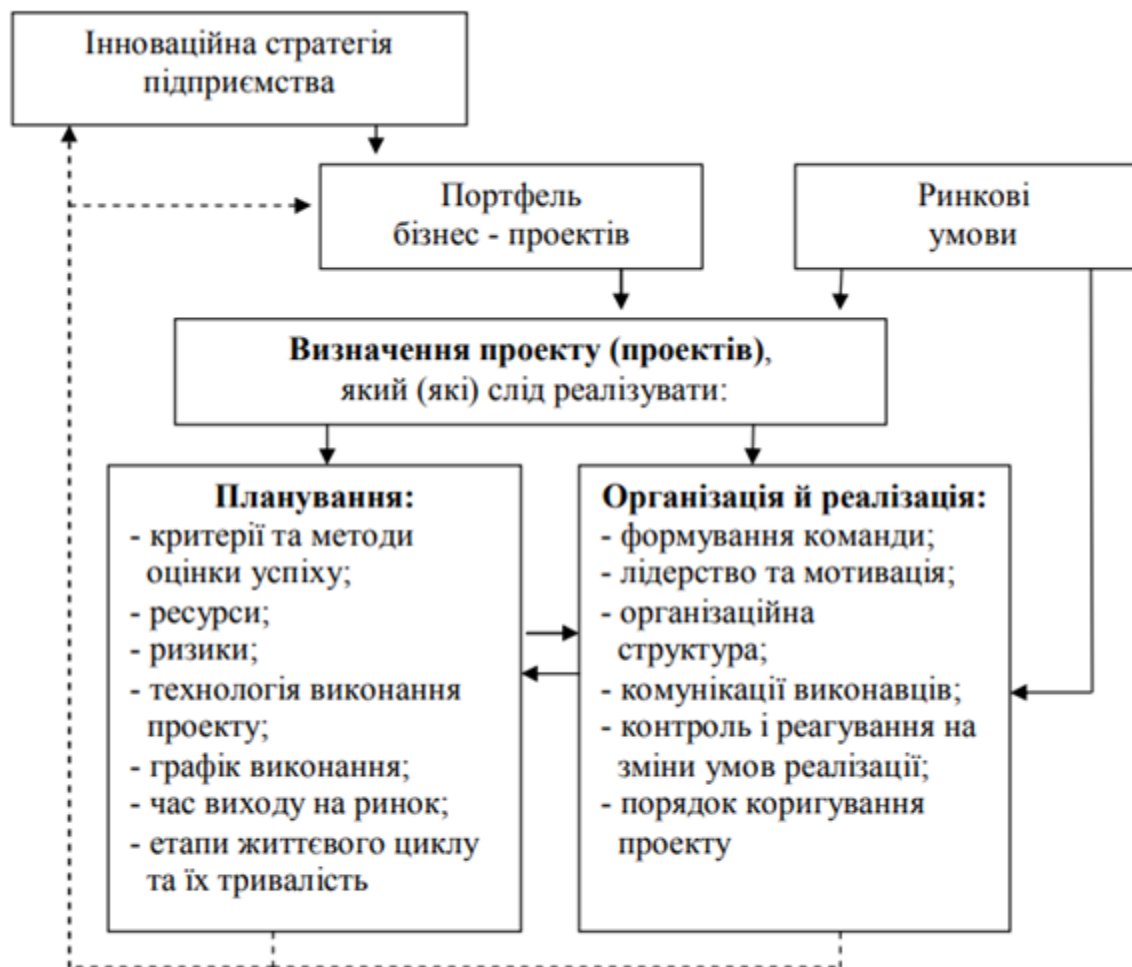 Інноваційна стратегія
підприємства
Портфель
бізнес - проектів
Ринкові
умови
Визначення проекту (проектів),
який (які) слід реалізувати:
Планування:
- критерії та методи
оцінки успіху;
- ресурси;
- ризики;
- технологія виконання
проекту;
- графік виконання;
- час виходу на ринок;
- етапи життєвого циклу
та їх тривалість
Організація й реалізація:
- формування команди;
- лідерство та мотивація;
- організаційна
структура;
- комунікації виконавців;
- контроль і реагування на
зміни умов реалізації;
- порядок коригування
проекту